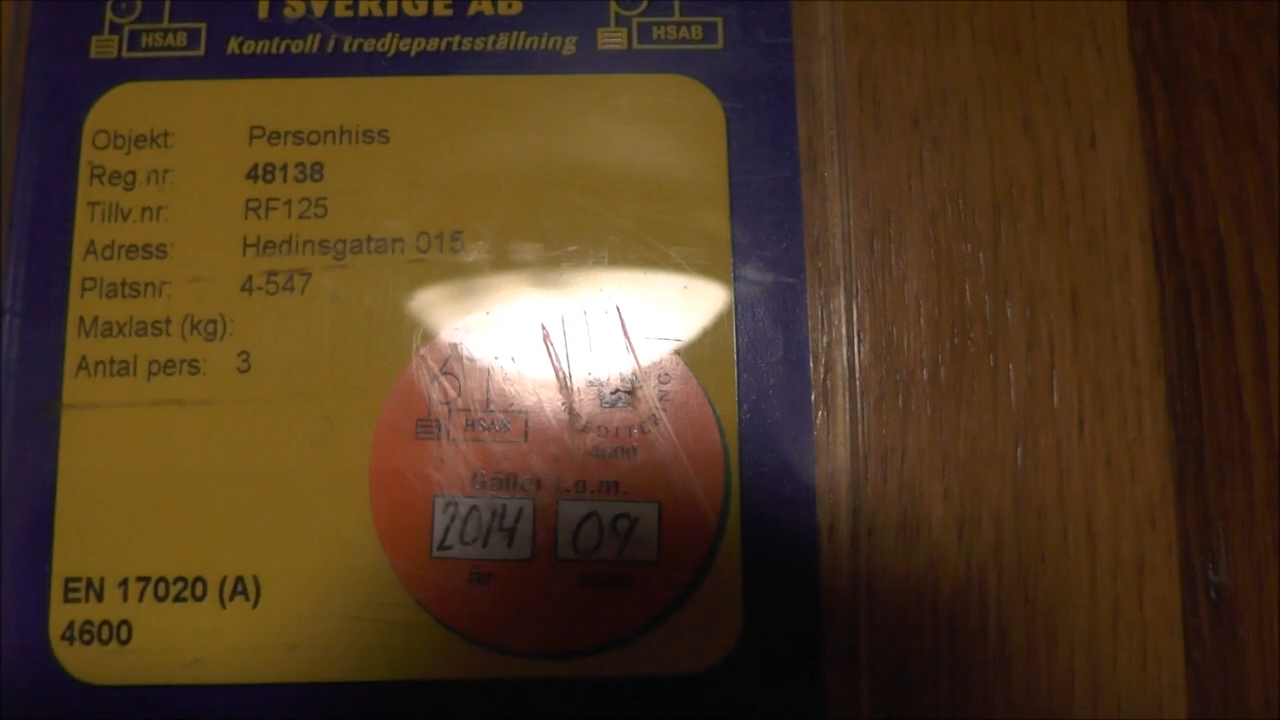 I SVERIGE AB
HSAB
Kontroll i tredjepartsställning
HSAB
Objekt: Personhiss
Reg.nr: 48138
Tillv.nr: RF125
Adress: Hedinsgatan 015
Platsnr: 4-547
Maxlast (kg):
Antal pers: 3
HSAB
4600
Gäller t.o.m.
2014 09
år
EN 17020 (A)
4600